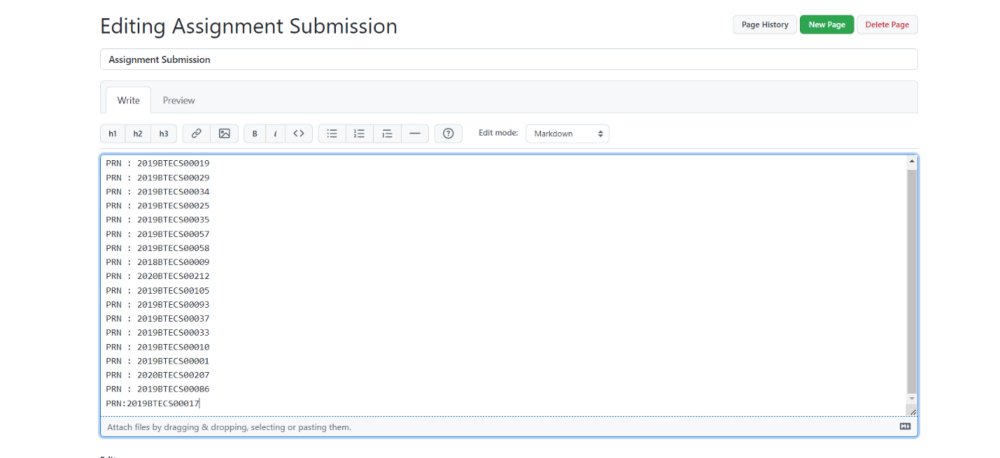 Editing Assignment Submission
Page History New Page Delete Page
Assignment Submission
Write Preview
h1 h2 h3 B i <> Edit mode: Markdown
PRN : 2019BTECS00019
PRN : 2019BTECS00029
PRN : 2019BTECS00034
PRN : 2019BTECS00025
PRN : 2019BTECS00035
PRN : 2019BTECS00057
PRN : 2019BTECS00058
PRN : 2018BTECS00009
PRN : 2020BTECS00212
PRN : 2019BTECS00105
PRN : 2019BTECS00093
PRN : 2019BTECS00037
PRN : 2019BTECS00033
PRN : 2019BTECS00010
PRN : 2019BTECS00001
PRN : 2020BTECS00207
PRN : 2019BTECS00086
PRN:2019BTECS00017
Attach files by dragging & dropping, selecting or pasting them.